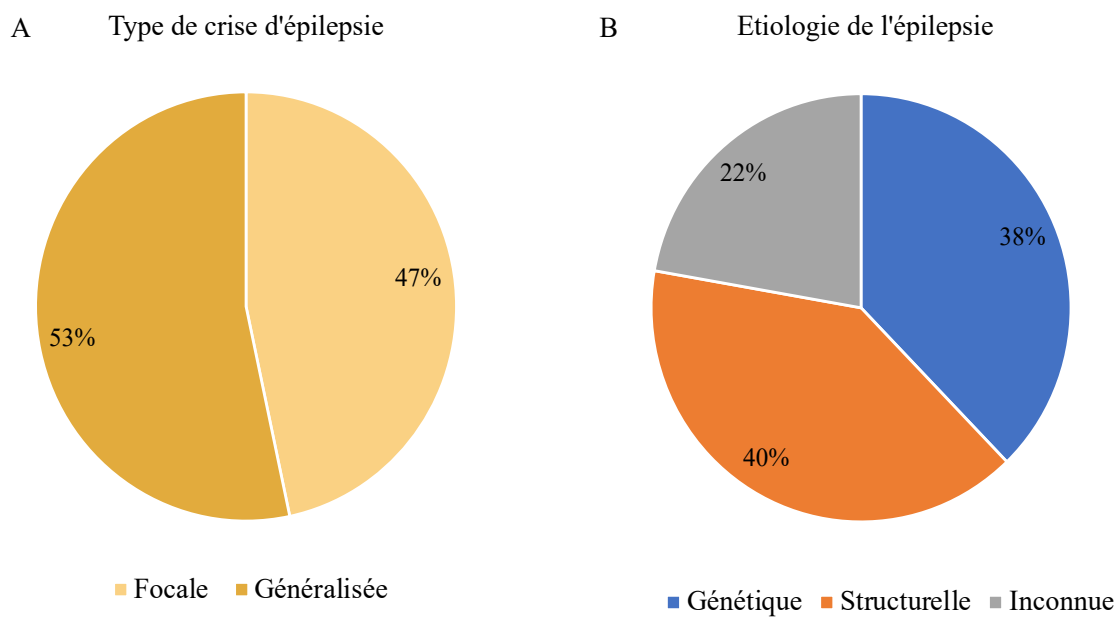 A
Type de crise d'épilepsie
47%
53%
Focale
Généralisée
B
Etiologie de l'épilepsie
22%
38%
40%
Génétique
Structurelle
Inconnue